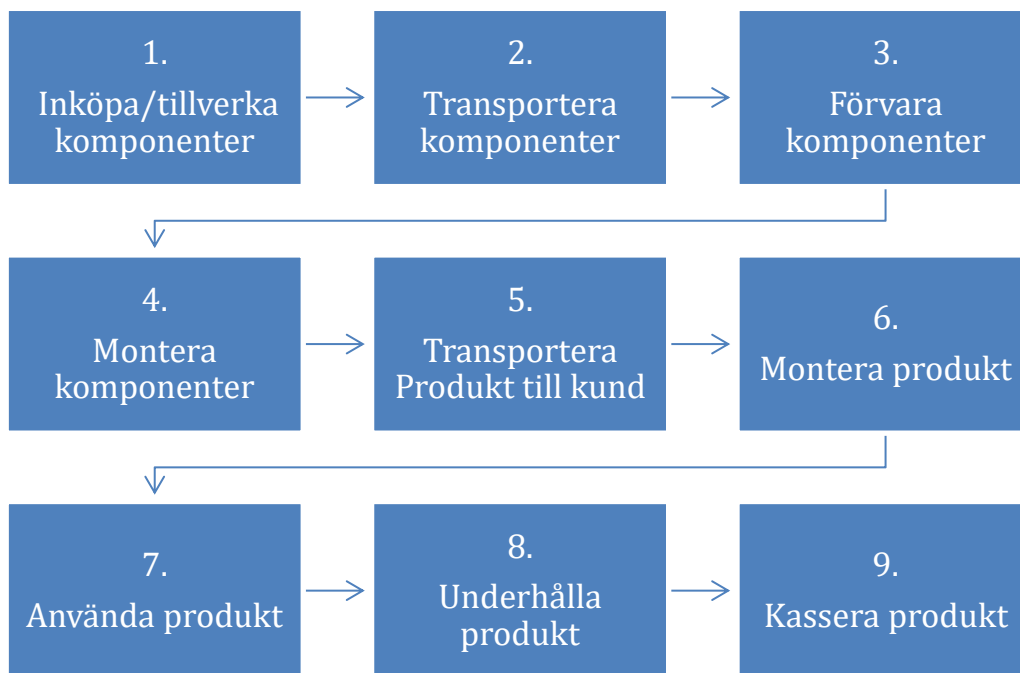 1.
Inköpa/tillverka
komponenter
2.
Transportera
komponenter
3.
Förvara
komponenter
4.
Montera
komponenter
5.
Transportera
Produkt till kund
6.
Montera produkt
7.
Använda produkt
8.
Underhålla
produkt
9.
Kassera produkt